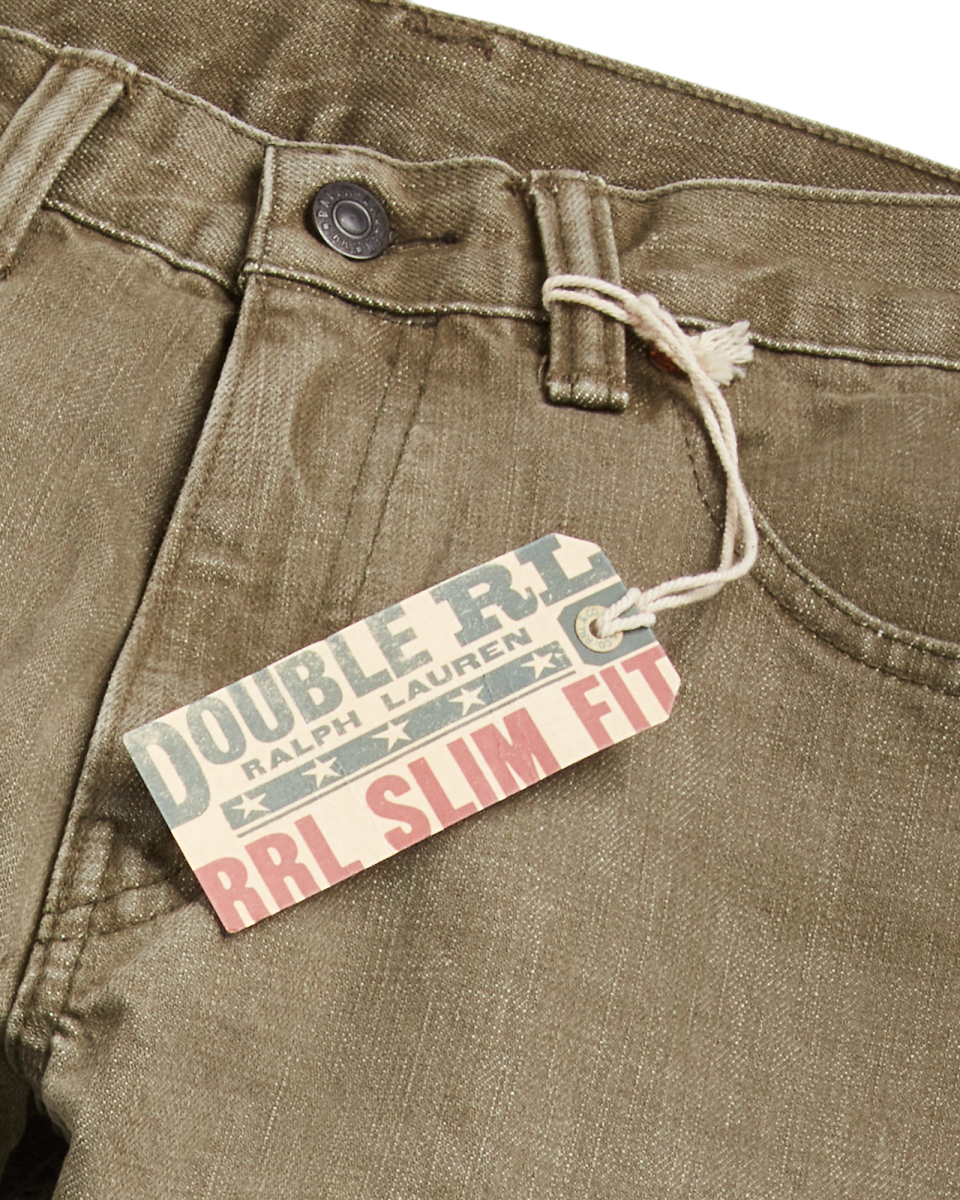 DOUBLE RL
RALPH LAUREN
RRL SLIM FIT